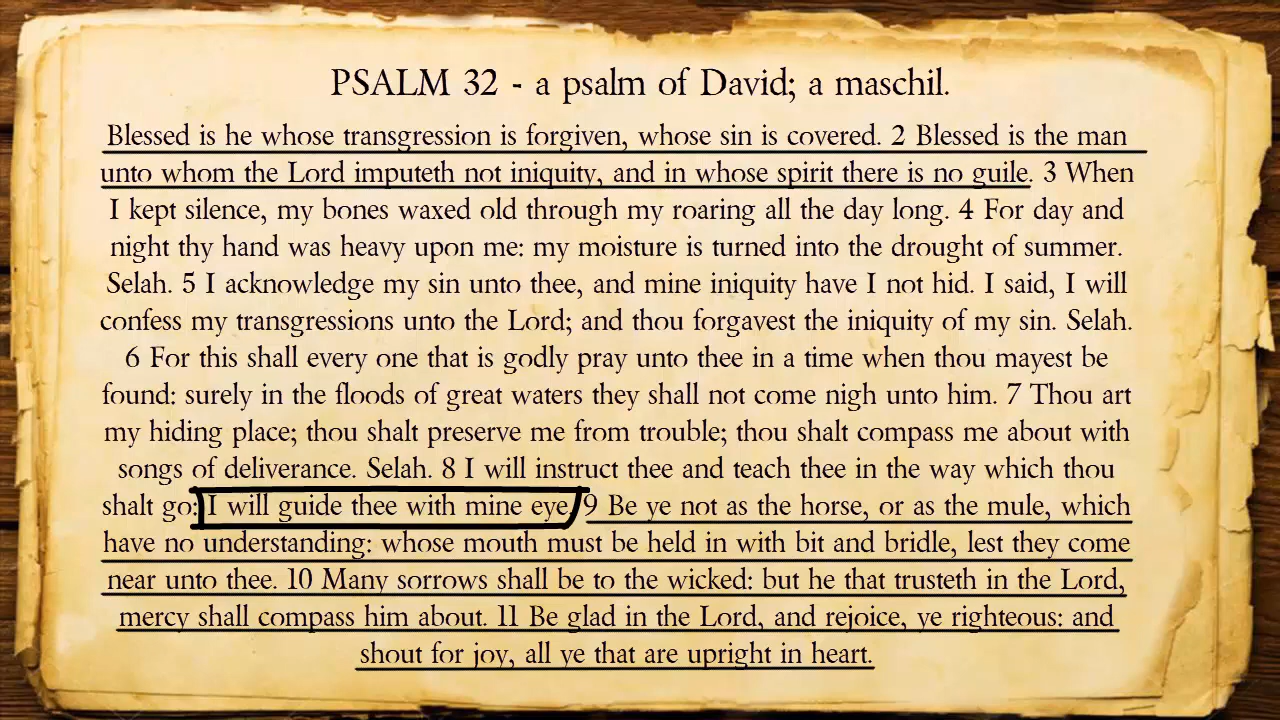 PSALM 32 - a psalm of David; a maschil.
Blessed is he whose transgression is forgiven, whose sin is covered. 2 Blessed is the man
unto whom the Lord imputeth not iniquity, and in whose spirit there is no guile. 3 When
I kept silence, my bones waxed old through my roaring all the day long. 4 For day and
night thy hand was heavy upon me: my moisture is turned into the drought of summer.
Selah. 5 I acknowledge my sin unto thee, and mine iniquity have I not hid. I said, I will
confess my transgressions unto the Lord; and thou forgavest the iniquity of my sin. Selah.
6 For this shall every one that is godly pray unto thee in a time when thou mayest be
found: surely in the floods of great waters they shall not come nigh unto him. 7 Thou art
my hiding place; thou shalt preserve me from trouble; thou shalt compass me about with
songs of deliverance. Selah. 8 I will instruct thee and teach thee in the way which thou
shalt go: I will guide thee with mine eye. 9 Be ye not as the horse, or as the mule, which
have no understanding: whose mouth must be held in with bit and bridle, lest they come
near unto thee. 10 Many sorrows shall be to the wicked: but he that trusteth in the Lord,
mercy shall compass him about. 11 Be glad in the Lord, and rejoice, ye righteous: and
shout for joy, all ye that are upright in heart.